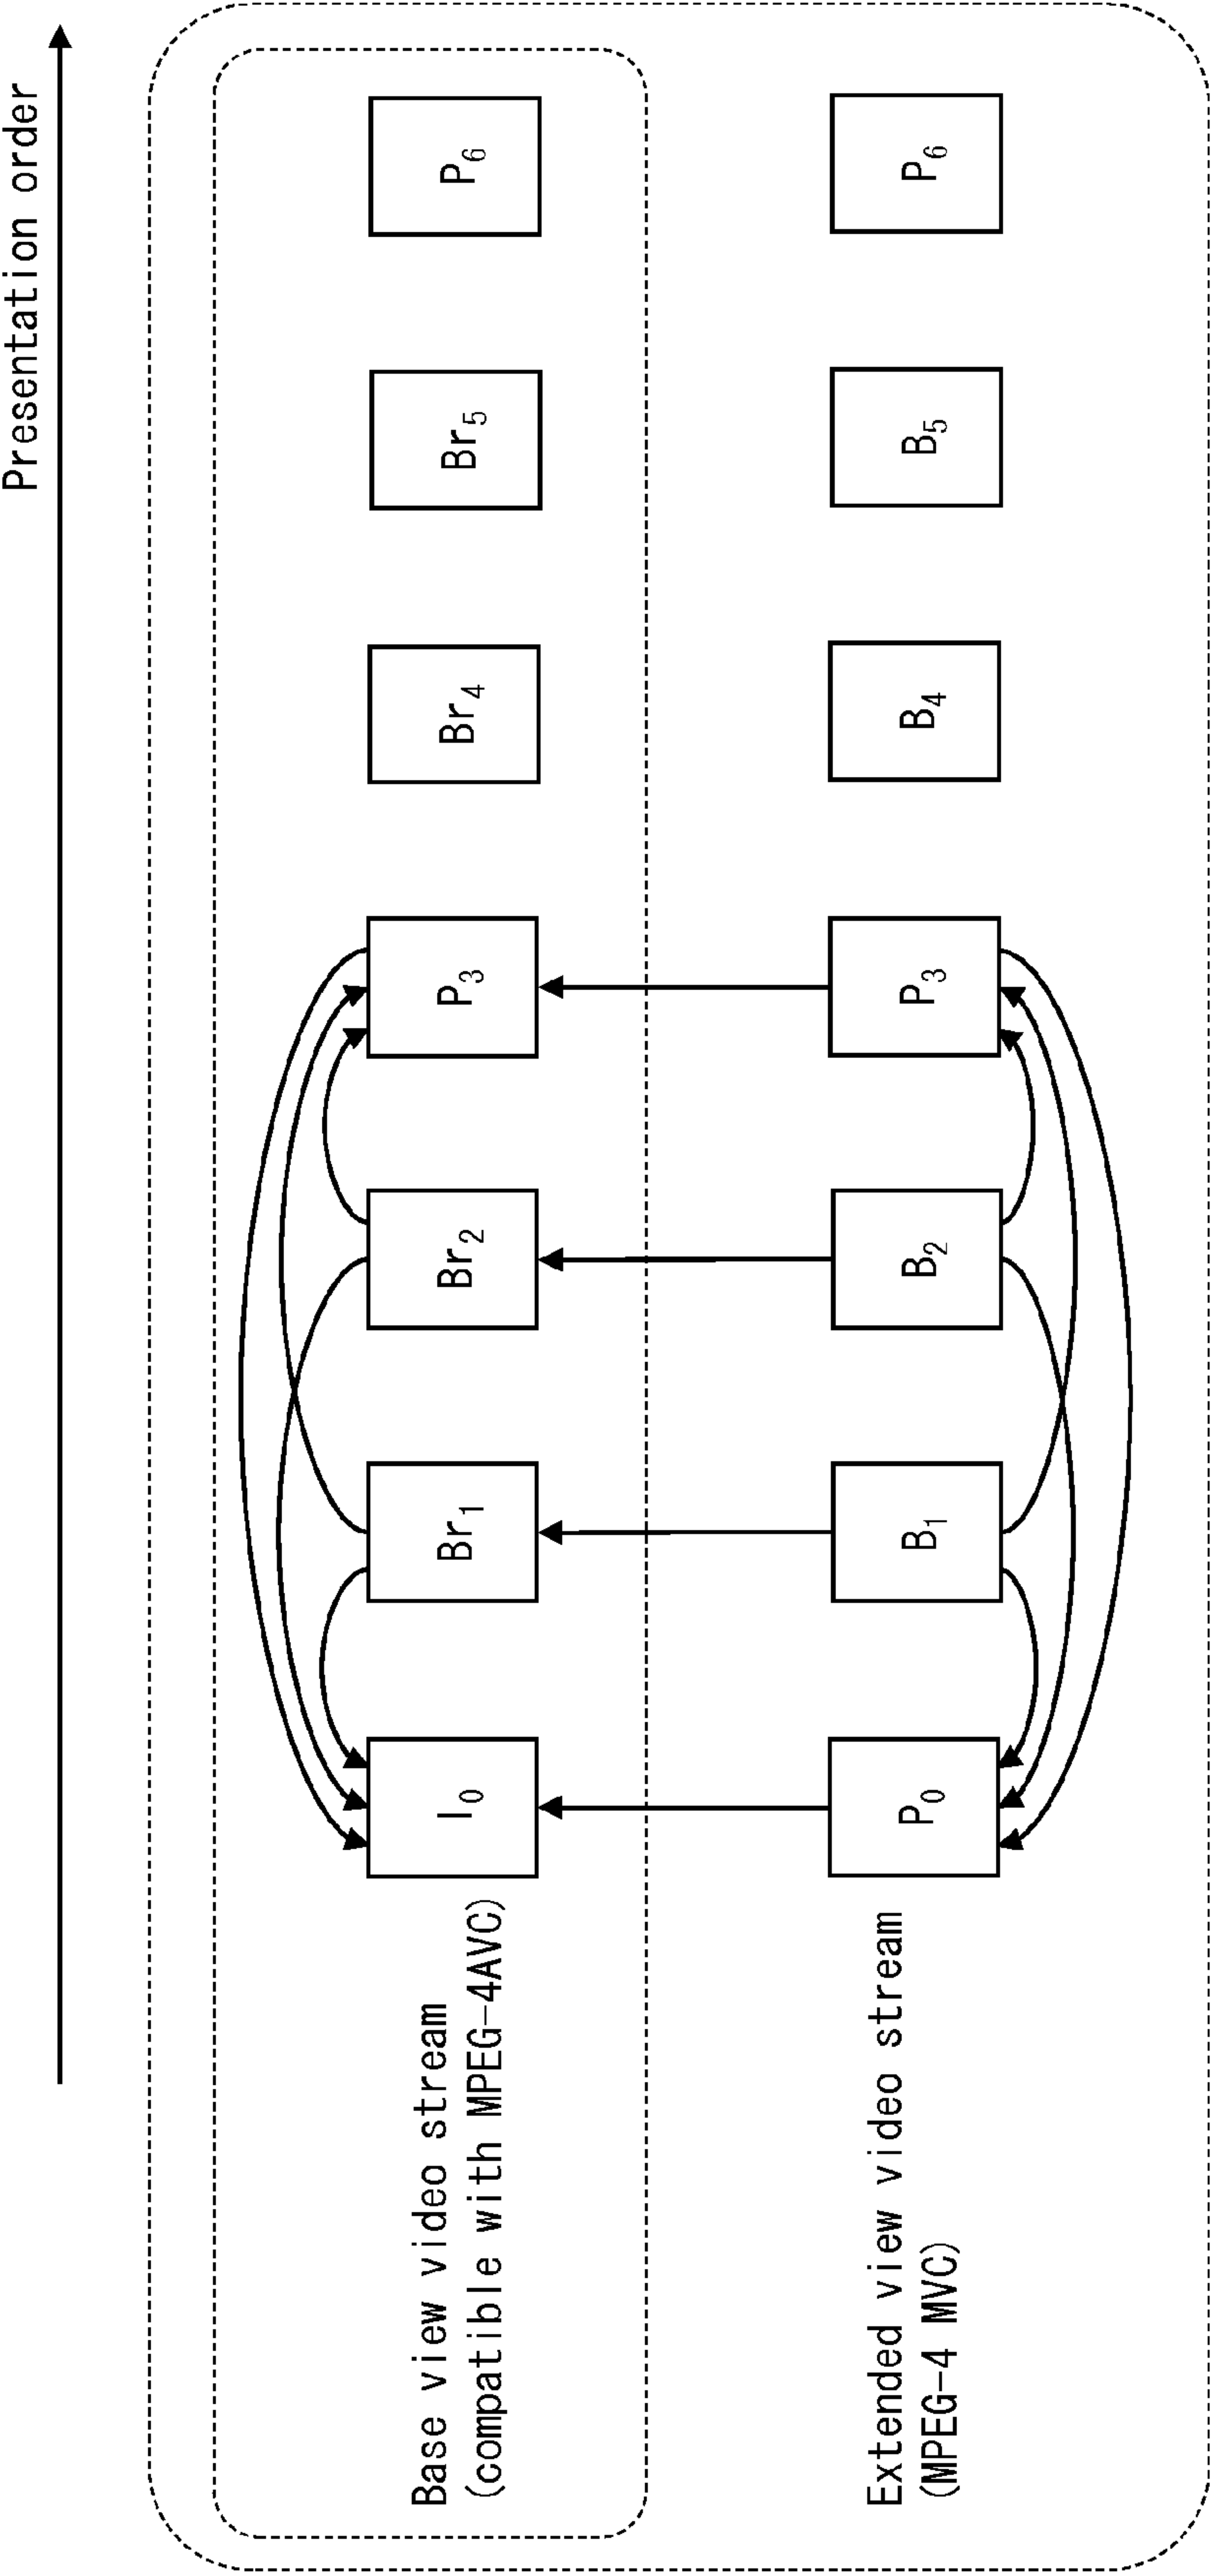 Presentation order
Base view video stream
(compatible with MPEG-4AVC)
I0
Br1
Br2
P3
Br4
Br5
P6
Extended view video stream
(MPEG-4 MVC)
P0
B1
B2
P3
B4
B5
P6